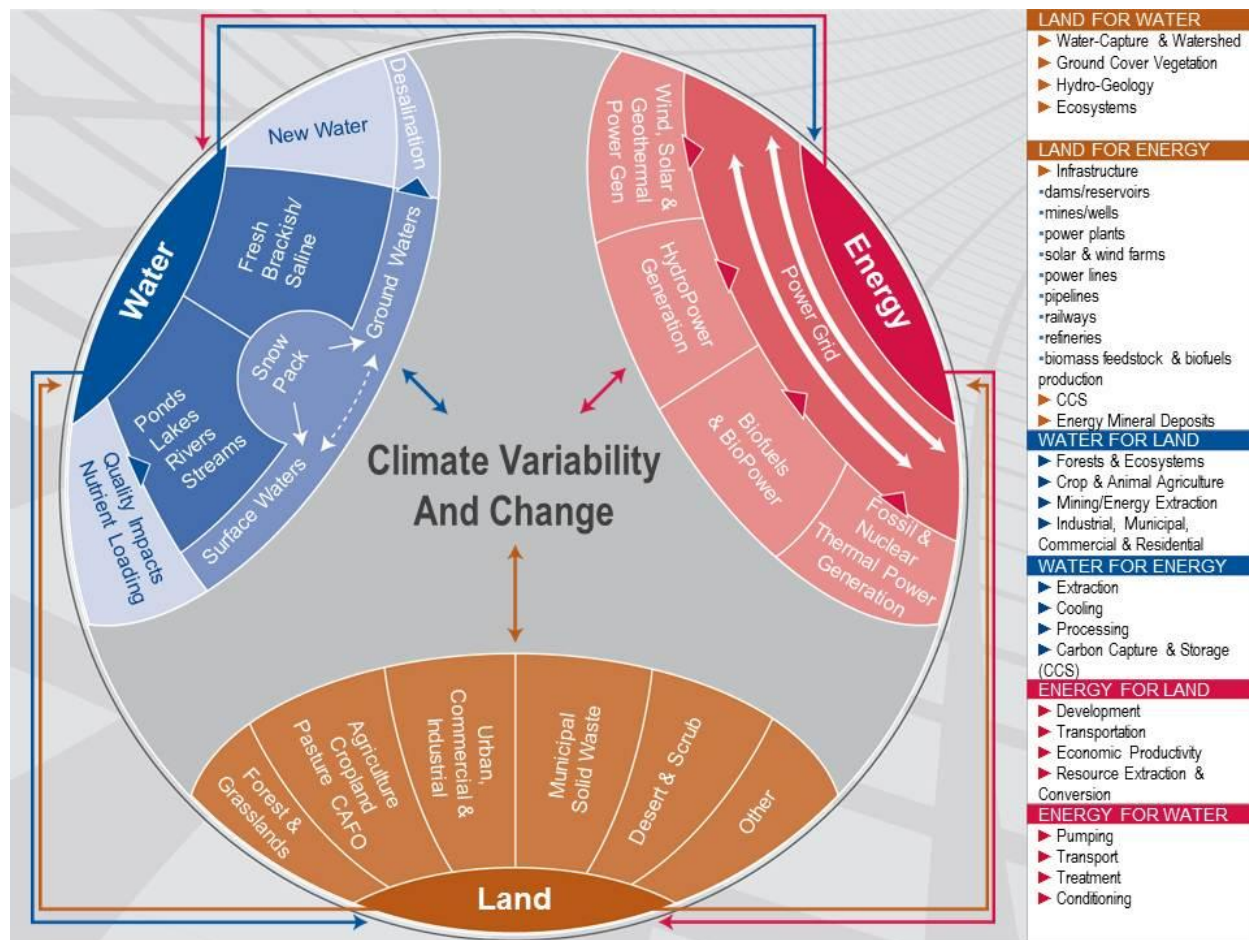 Water
New Water
Desalination
Fresh
Brackish/
Saline
Ground Waters
Snow
Pack
Ponds
Lakes
Rivers
Streams
Surface Waters
Quality Impacts
Nutrient Loading
Energy
Power Grid
Wind, Solar &
Geothermal
Power Gen
HydroPower
Generation
Biofuels
& BioPower
Fossil &
Nuclear
Thermal Power
Generation
Climate Variability
And Change
Forest &
Grasslands
Agriculture
Cropland
Pasture CAFO
Urban,
Commercial &
Industrial
Municipal
Solid Waste
Desert & Scrub
Other
Land
LAND FOR WATER
Water-Capture & Watershed
Ground Cover Vegetation
Hydro-Geology
Ecosystems
LAND FOR ENERGY
Infrastructure
▪dams/reservoirs
▪mines/wells
▪power plants
▪solar & wind farms
▪power lines
▪pipelines
▪railways
▪refineries
▪biomass feedstock & biofuels
production
CCS
Energy Mineral Deposits
WATER FOR LAND
Forests & Ecosystems
Crop & Animal Agriculture
Mining/Energy Extraction
Industrial, Municipal,
Commercial & Residential
WATER FOR ENERGY
Extraction
Cooling
Processing
Carbon Capture & Storage
(CCS)
ENERGY FOR LAND
Development
Transportation
Economic Productivity
Resource Extraction &
Conversion
ENERGY FOR WATER
Pumping
Transport
Treatment
Conditioning